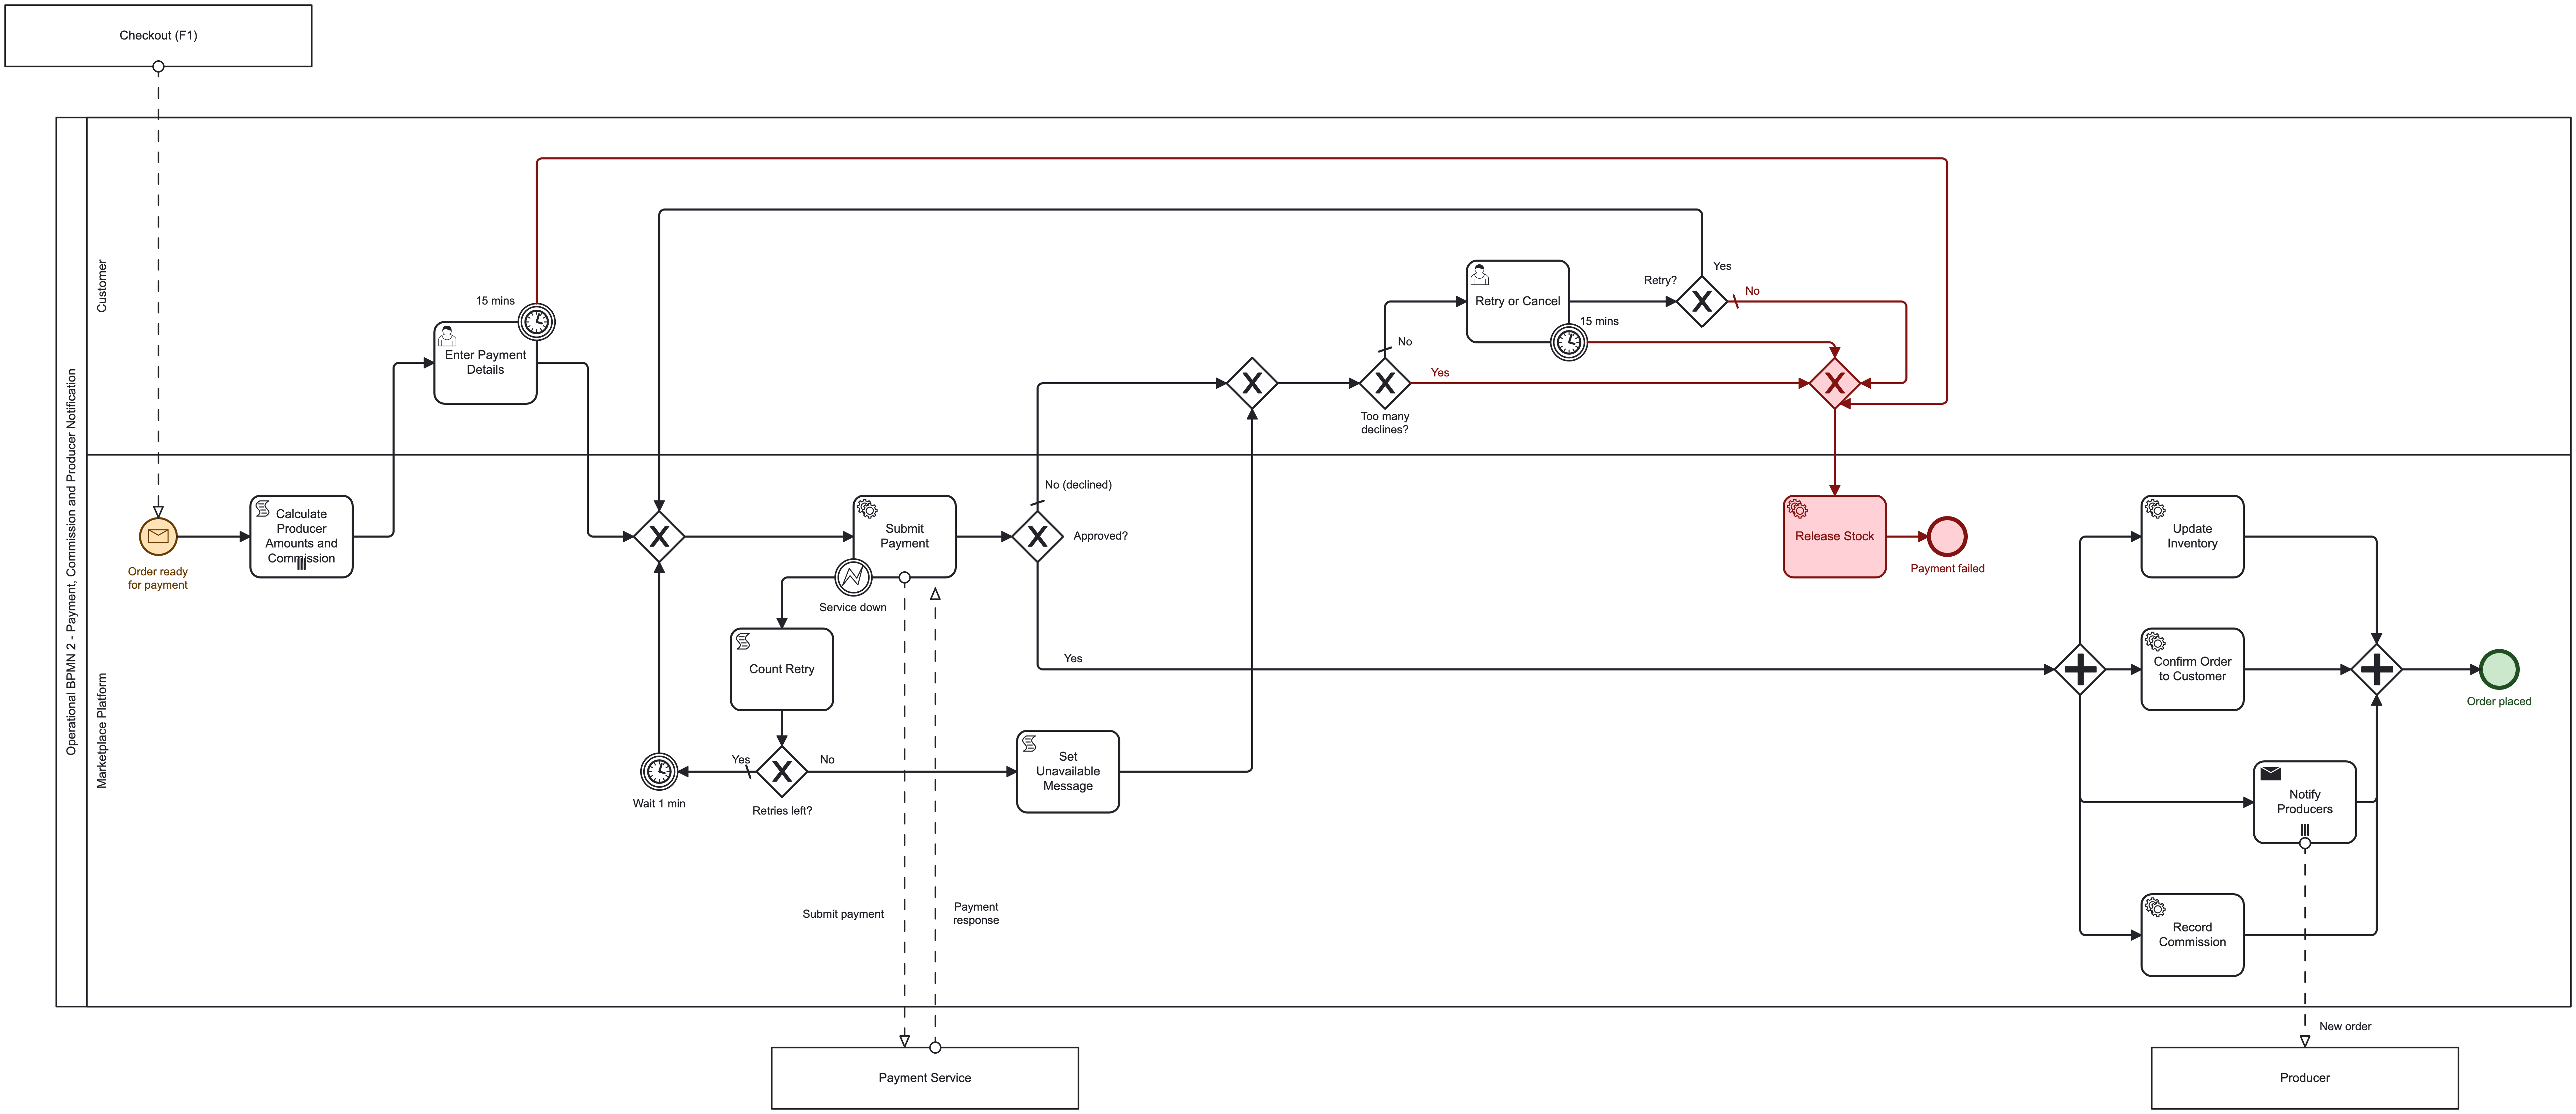 Checkout (F1)
Operational BPMN 2 - Payment, Commission and Producer Notification
Customer
15 mins
Enter Payment
Details
Retry or Cancel
15 mins
Retry?
Yes
No
No
Yes
Too many
declines?
Marketplace Platform
Order ready
for payment
Calculate
Producer
Amounts and
Commission
Submit
Payment
Service down
No (declined)
Approved?
Yes
Count Retry
Yes
No
Wait 1 min
Retries left?
Set
Unavailable
Message
Release Stock
Payment failed
Update
Inventory
Confirm Order
to Customer
Order placed
Notify
Producers
Record
Commission
Submit payment
Payment
response
New order
Payment Service
Producer